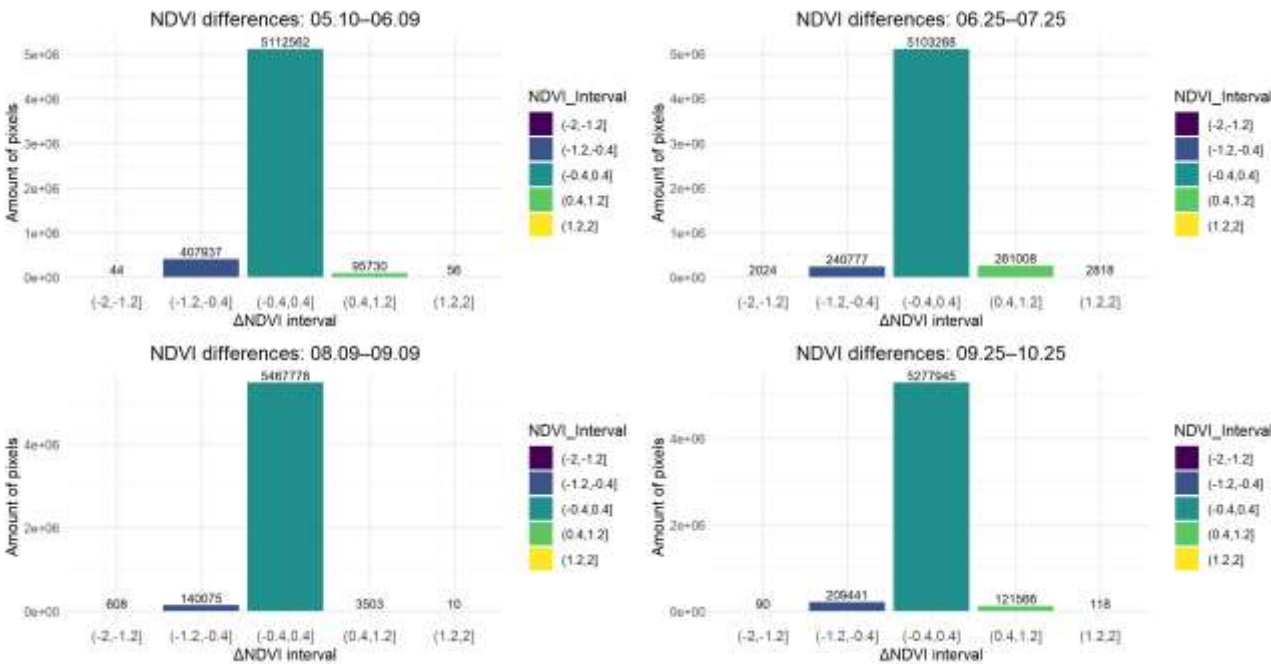 NDVI differences: 05.10–06.09
5e+06
4e+06
3e+06
2e+06
1e+06
0e+00
Amount of pixels
44
407937
5112562
95730
56
(-2,-1.2]
(-1.2,-0.4]
(-0.4,0.4]
(0.4,1.2]
(1.2,2]
ΔNDVI interval
NDVI_Interval
(-2,-1.2]
(-1.2,-0.4]
(-0.4,0.4]
(0.4,1.2]
(1.2,2]
NDVI differences: 06.25–07.25
5e+06
4e+06
3e+06
2e+06
1e+06
0e+00
Amount of pixels
2024
240777
5103268
2818
(-2,-1.2]
(-1.2,-0.4]
(-0.4,0.4]
(0.4,1.2]
(1.2,2]
ΔNDVI interval
NDVI_Interval
(-2,-1.2]
(-1.2,-0.4]
(-0.4,0.4]
(0.4,1.2]
(1.2,2]
NDVI differences: 08.09–09.09
4e+06
2e+06
0e+00
Amount of pixels
608
140075
5467778
3503
10
(-2,-1.2]
(-1.2,-0.4]
(-0.4,0.4]
(0.4,1.2]
(1.2,2]
ΔNDVI interval
NDVI_Interval
(-2,-1.2]
(-1.2,-0.4]
(-0.4,0.4]
(0.4,1.2]
(1.2,2]
NDVI differences: 09.25–10.25
4e+06
2e+06
0e+00
Amount of pixels
90
209441
5277945
118
(-2,-1.2]
(-1.2,-0.4]
(-0.4,0.4]
(0.4,1.2]
(1.2,2]
ΔNDVI interval
NDVI_Interval
(-2,-1.2]
(-1.2,-0.4]
(-0.4,0.4]
(0.4,1.2]
(1.2,2]